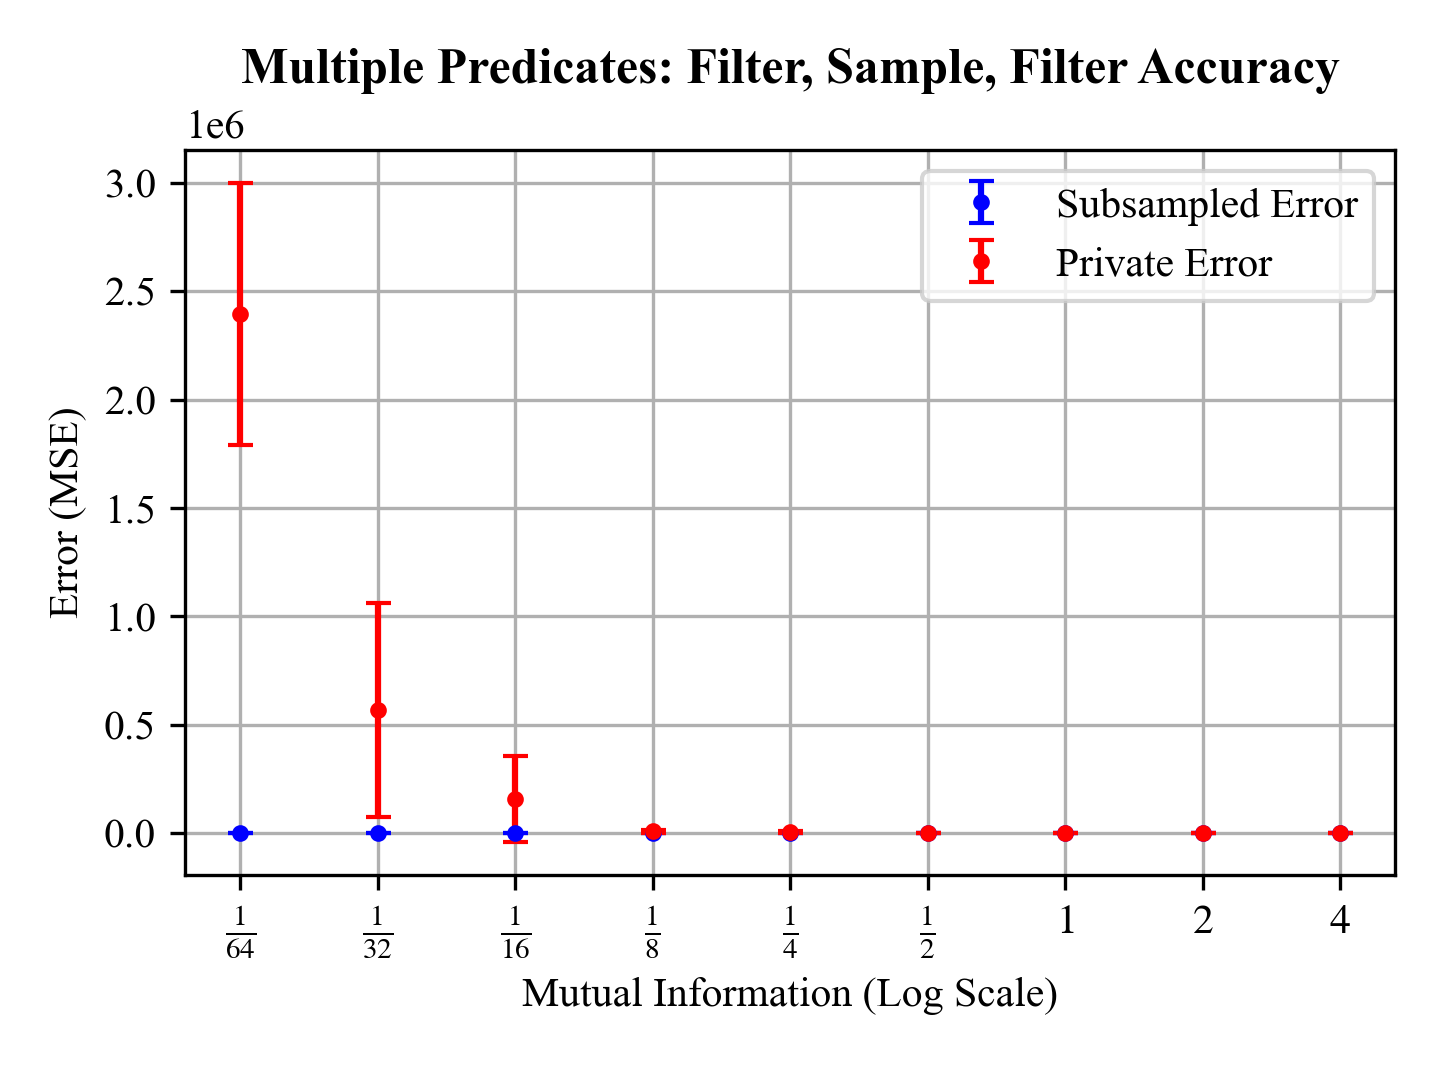 Multiple Predicates: Filter, Sample, Filter Accuracy
1e6
3.0
2.5
2.0
1.5
1.0
0.5
0.0
Error (MSE)
Subsampled Error
Private Error
1/64 1/32 1/16 1/8 1/4 1/2 1 2 4
Mutual Information (Log Scale)